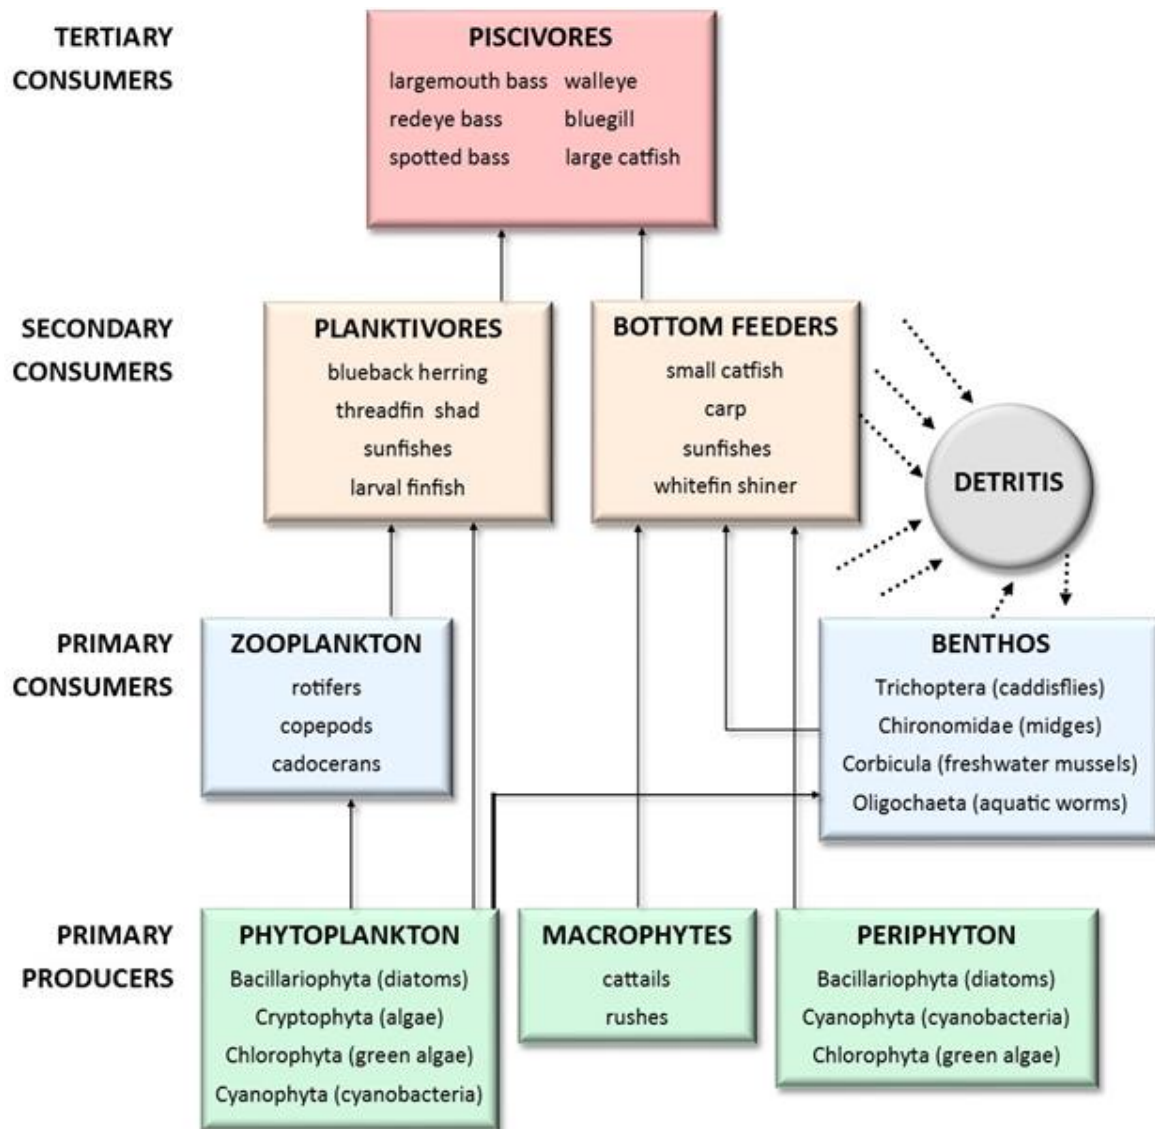 TERTIARY
CONSUMERS
PISCIVORES
largemouth bass walleye
redeye bass bluegill
spotted bass large catfish
SECONDARY
CONSUMERS
PLANKTIVORES
blueback herring
threadfin shad
sunfishes
larval finfish
BOTTOM FEEDERS
small catfish
carp
sunfishes
whitefin shiner
DETRITIS
PRIMARY
CONSUMERS
ZOOPLANKTON
rotifers
copepods
cadocerans
BENTHOS
Trichoptera (caddisflies)
Chironomidae (midges)
Corbicula (freshwater mussels)
Oligochaeta (aquatic worms)
PRIMARY
PRODUCERS
PHYTOPLANKTON
Bacillariophyta (diatoms)
Cryptophyta (algae)
Chlorophyta (green algae)
Cyanophyta (cyanobacteria)
MACROPHYTES
cattails
rushes
PERIPHYTON
Bacillariophyta (diatoms)
Cyanophyta (cyanobacteria)
Chlorophyta (green algae)